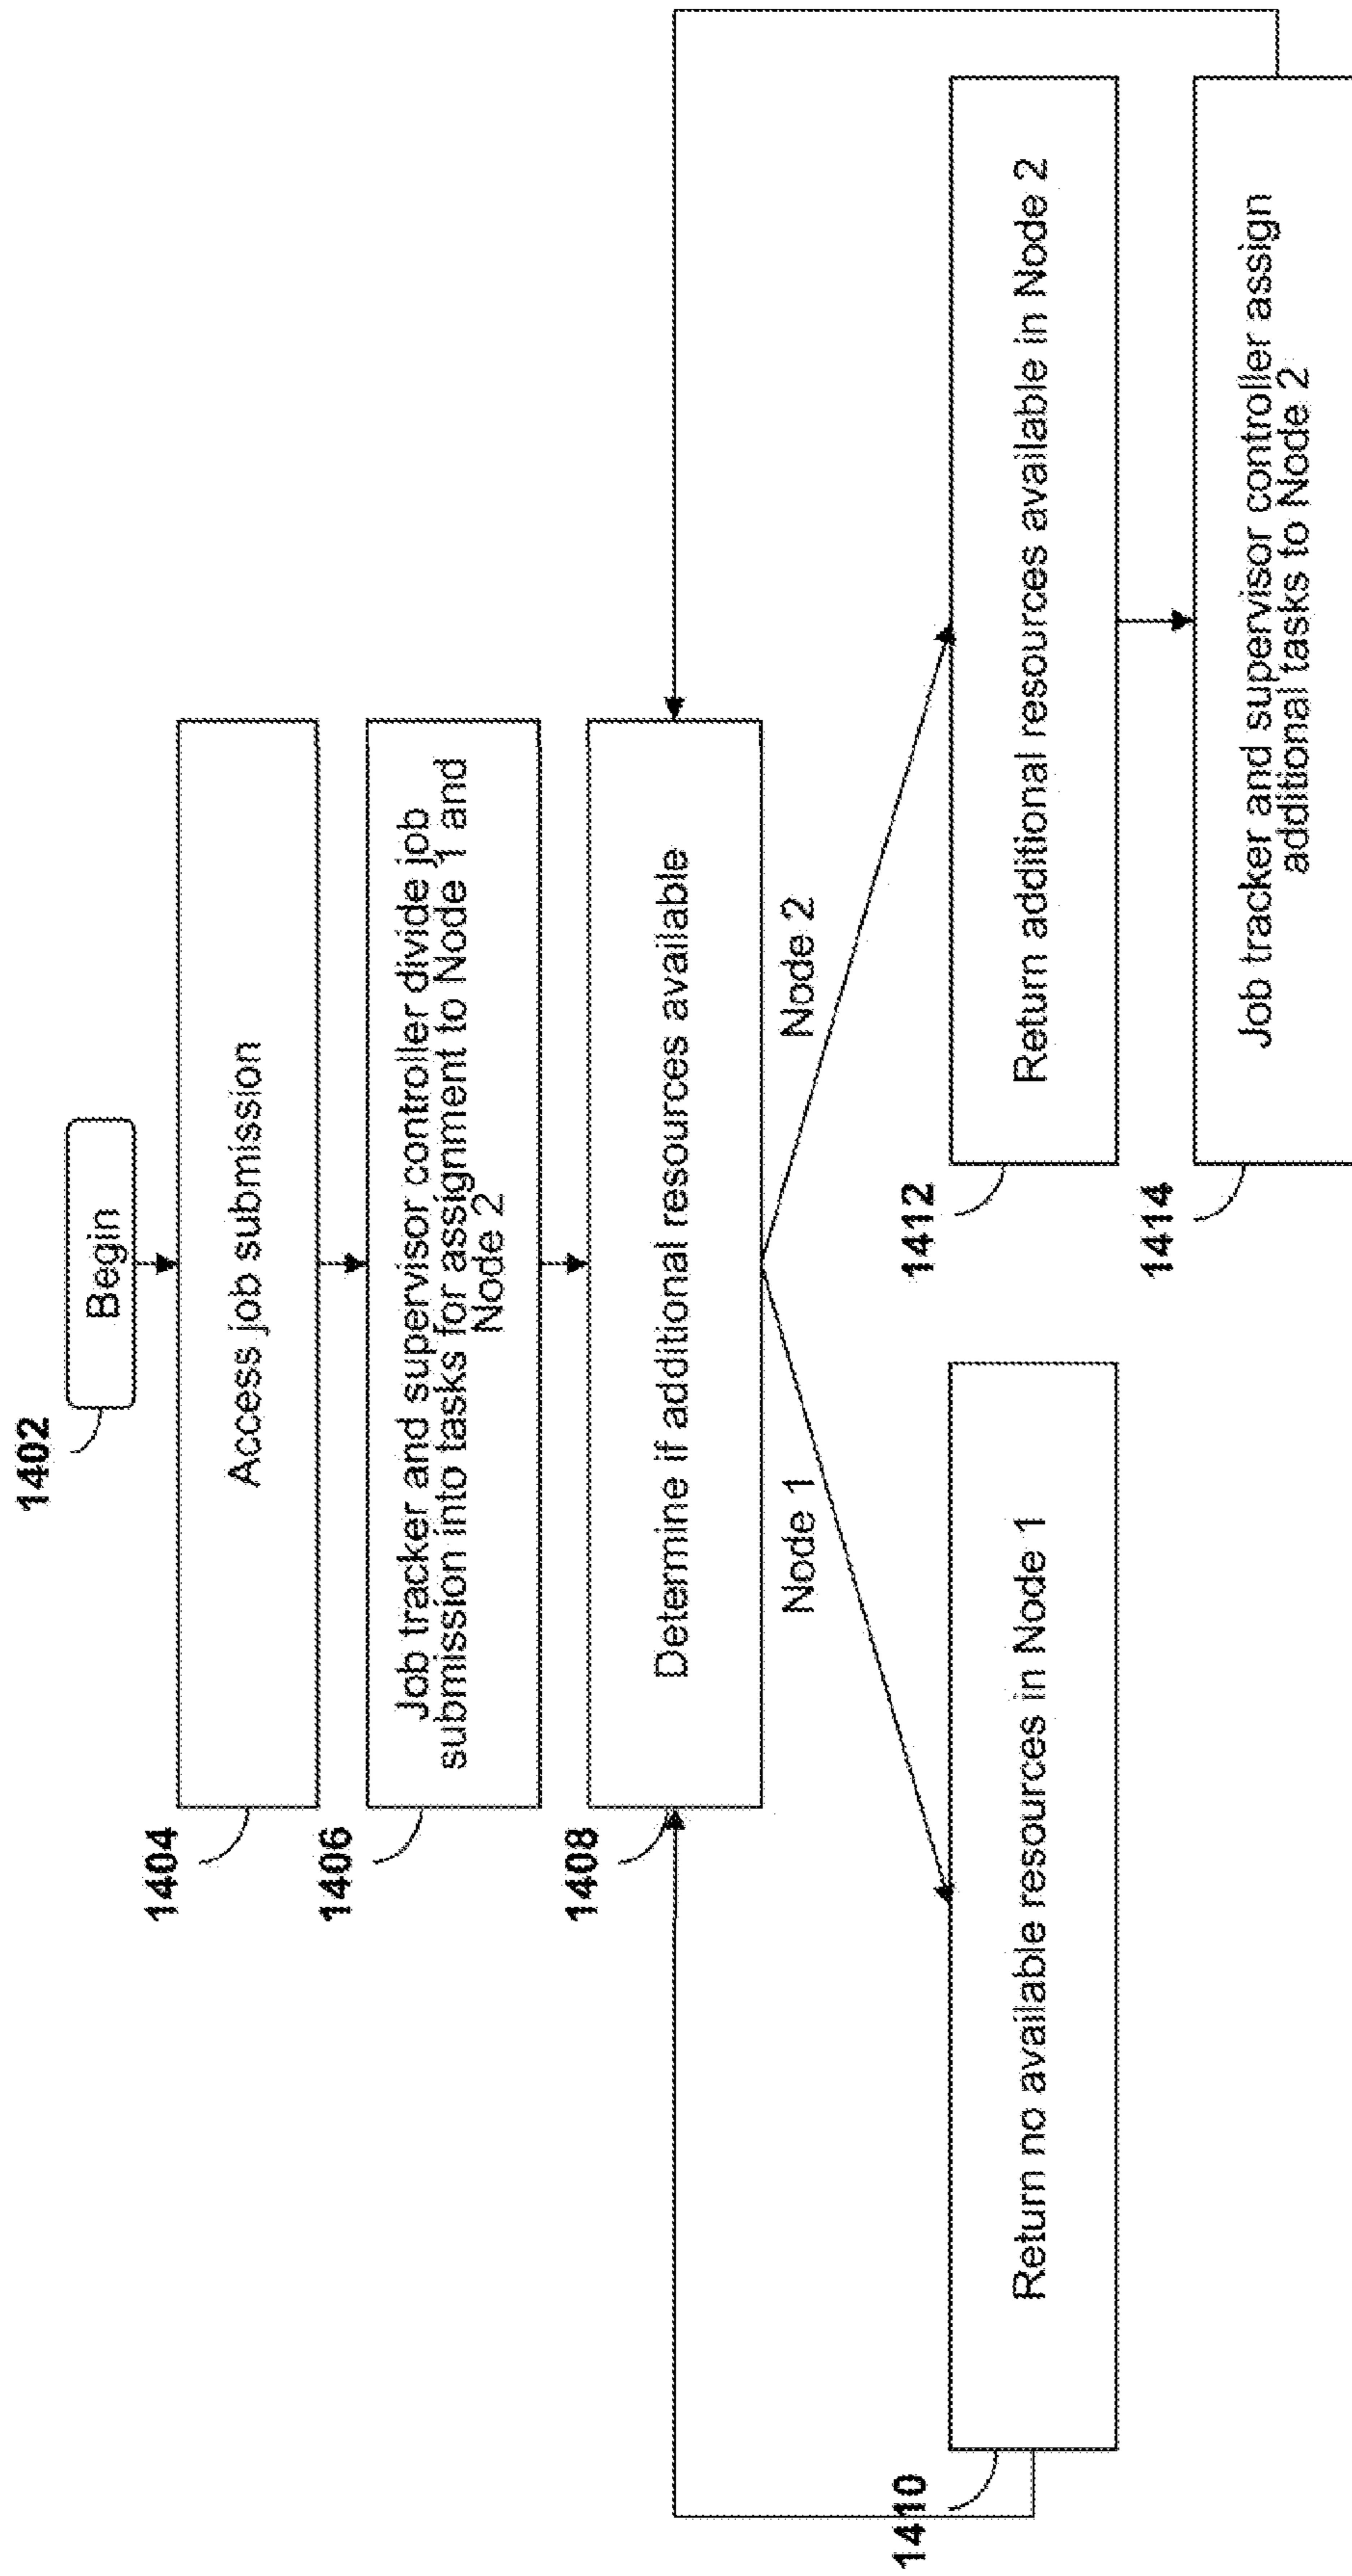 1402
Begin
1404
Access job submission
1406
Job tracker and supervisor controller divide job
submission into tasks for assignment to Node 1 and
Node 2
1408
Determine if additional resources available
Node 1
Node 2
1410
Return no available resources in Node 1
1412
Return additional resources available in Node 2
1414
Job tracker and supervisor controller assign
additional tasks to Node 2